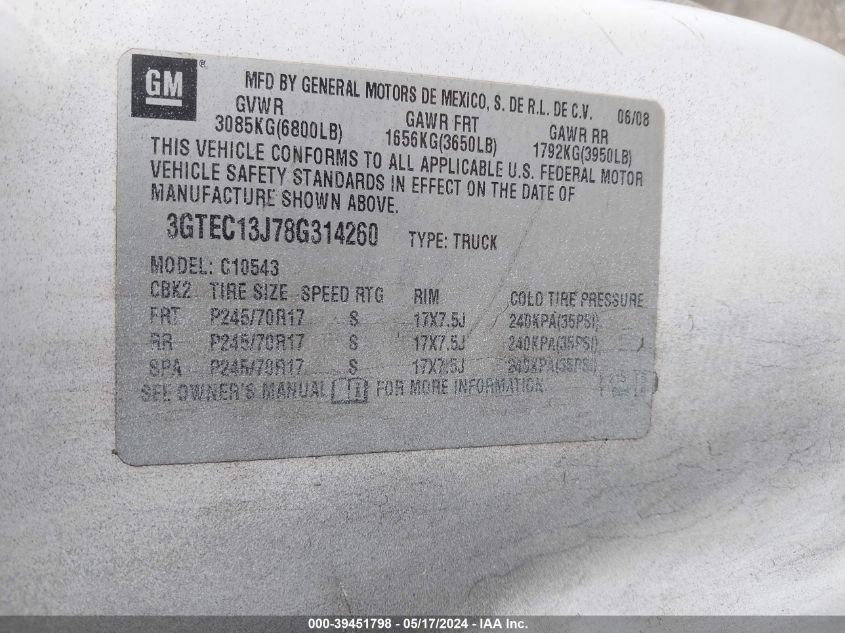 GM ® MFD BY GENERAL MOTORS DE MEXICO, S. DE R.L. DE C.V. 06/08
GVWR GAWR FRT GAWR RR
3085KG(6800LB) 1656KG(3650LB) 1792KG(3950LB)
THIS VEHICLE CONFORMS TO ALL APPLICABLE U.S. FEDERAL MOTOR
VEHICLE SAFETY STANDARDS IN EFFECT ON THE DATE OF
MANUFACTURE SHOWN ABOVE.
3GTEC13J78G314260 TYPE: TRUCK
MODEL: C10543
CBK2 TIRE SIZE SPEED RTG RIM COLD TIRE PRESSURE
FRT P245/70R17 S 17X7.5J 240KPA(35PSI)
RR P245/70R17 S 17X7.5J 240KPA(35PSI)
SPA P245/70R17 S 17X7.5J 240KPA(35PSI)
SEE OWNER'S MANUAL FOR MORE INFORMATION
000-39451798 - 05/17/2024 - IAA Inc.